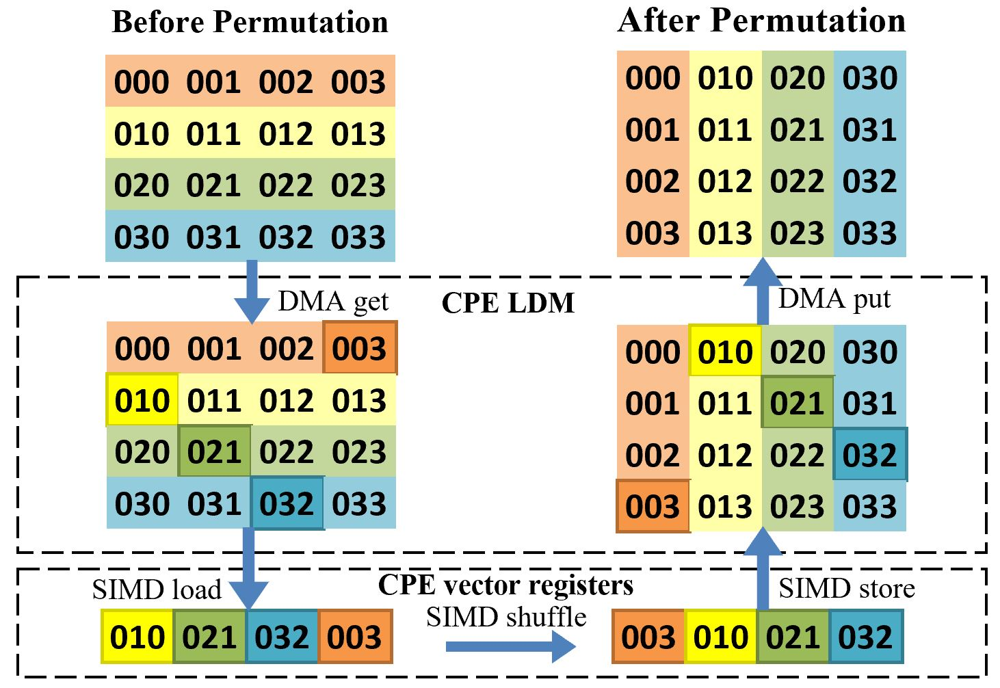 Before Permutation
000 001 002 003
010 011 012 013
020 021 022 023
030 031 032 033
After Permutation
000 010 020 030
001 011 021 031
002 012 022 032
003 013 023 033
DMA get
CPE LDM
DMA put
000 001 002 003
010 011 012 013
020 021 022 023
030 031 032 033
000 010 020 030
001 011 021 031
002 012 022 032
003 013 023 033
SIMD load
CPE vector registers
SIMD shuffle
SIMD store
010 021 032 003
003 010 021 032